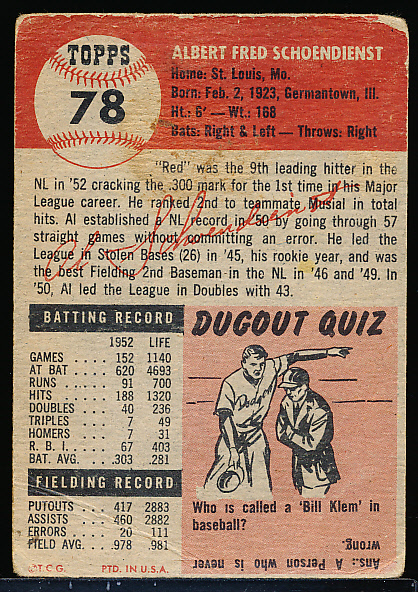 TOPPS
78
ALBERT FRED SCHOENDIENST
Home: St. Louis, Mo.
Born: Feb. 2, 1923, Germantown, Ill.
Ht.: 6' — Wt.: 168
Bats: Right & Left — Throws: Right
"Red" was the 9th leading hitter in the
NL in '52 cracking the .300 mark for the 1st time in his Major
League career. He ranked 2nd to teammate Musial in total
hits. Al established a NL record in '50 by going through 57
straight games without committing an error. He led the
League in Stolen Bases (26) in '45, his rookie year, and was
the best Fielding 2nd Baseman in the NL in '46 and '49. In
'50, Al led the League in Doubles with 43.
Al Schoendienst
BATTING RECORD
1952 LIFE
GAMES . . . . 152 1140
AT BAT . . . . 620 4693
RUNS . . . . 91 700
HITS . . . . 188 1320
DOUBLES . . . 40 236
TRIPLES . . . 7 49
HOMERS . . . 7 31
R. B. I. . . . . 67 403
BAT. AVG. . . . .303 .281
FIELDING RECORD
PUTOUTS . . . 417 2883
ASSISTS . . . 460 2882
ERRORS . . . 20 111
FIELD AVG. . . .978 .981
©T.C.G. PTD. IN U.S.A.
DUGOUT QUIZ
Dodgers
Who is called a 'Bill Klem' in
baseball?
Ans.: A Person who is never
wrong.